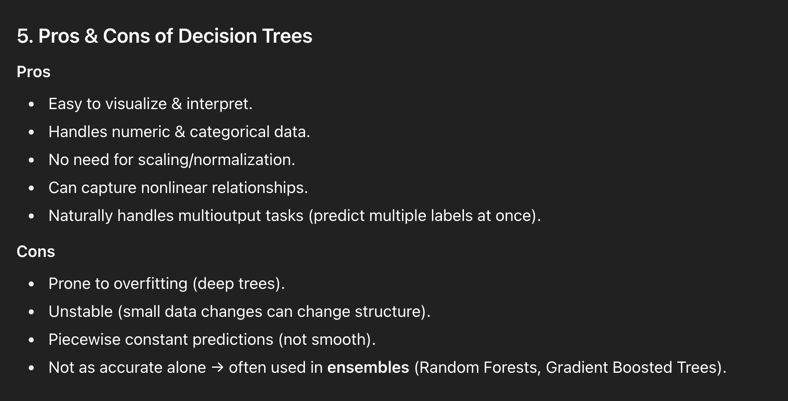 5. Pros & Cons of Decision Trees
Pros
• Easy to visualize & interpret.
• Handles numeric & categorical data.
• No need for scaling/normalization.
• Can capture nonlinear relationships.
• Naturally handles multioutput tasks (predict multiple labels at once).
Cons
• Prone to overfitting (deep trees).
• Unstable (small data changes can change structure).
• Piecewise constant predictions (not smooth).
• Not as accurate alone → often used in ensembles (Random Forests, Gradient Boosted Trees).